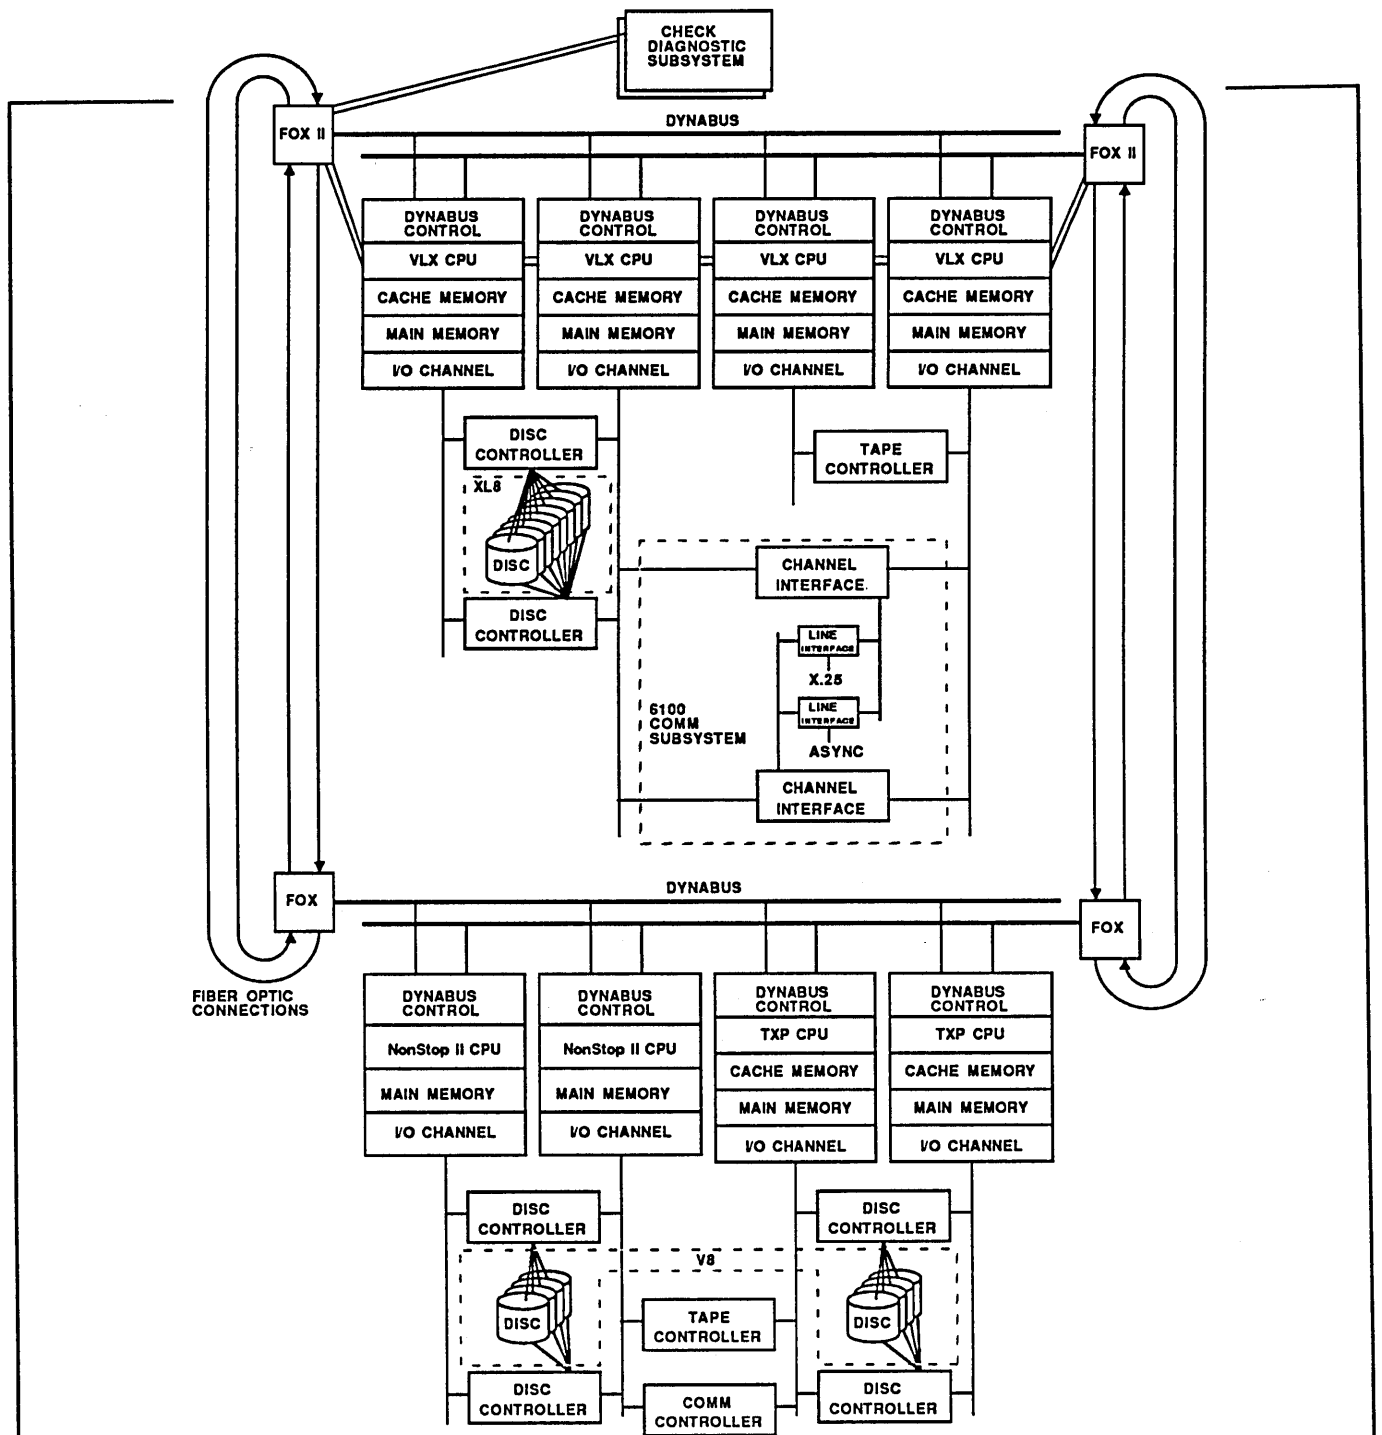 CHECK
DIAGNOSTIC
SUBSYSTEM
FOX II
DYNABUS
FOX II
DYNABUS
CONTROL
VLX CPU
CACHE MEMORY
MAIN MEMORY
I/O CHANNEL
DYNABUS
CONTROL
VLX CPU
CACHE MEMORY
MAIN MEMORY
I/O CHANNEL
DYNABUS
CONTROL
VLX CPU
CACHE MEMORY
MAIN MEMORY
I/O CHANNEL
DYNABUS
CONTROL
VLX CPU
CACHE MEMORY
MAIN MEMORY
I/O CHANNEL
DISC
CONTROLLER
XL8
DISC
DISC
CONTROLLER
TAPE
CONTROLLER
CHANNEL
INTERFACE
LINE
INTERFACE
X.25
LINE
INTERFACE
ASYNC
6100
COMM
SUBSYSTEM
CHANNEL
INTERFACE
FOX
DYNABUS
FOX
FIBER OPTIC
CONNECTIONS
DYNABUS
CONTROL
NonStop II CPU
MAIN MEMORY
I/O CHANNEL
DYNABUS
CONTROL
NonStop II CPU
MAIN MEMORY
I/O CHANNEL
DYNABUS
CONTROL
TXP CPU
CACHE MEMORY
MAIN MEMORY
I/O CHANNEL
DYNABUS
CONTROL
TXP CPU
CACHE MEMORY
MAIN MEMORY
I/O CHANNEL
DISC
CONTROLLER
DISC
CONTROLLER
V8
DISC
TAPE
CONTROLLER
DISC
DISC
CONTROLLER
COMM
CONTROLLER
DISC
CONTROLLER